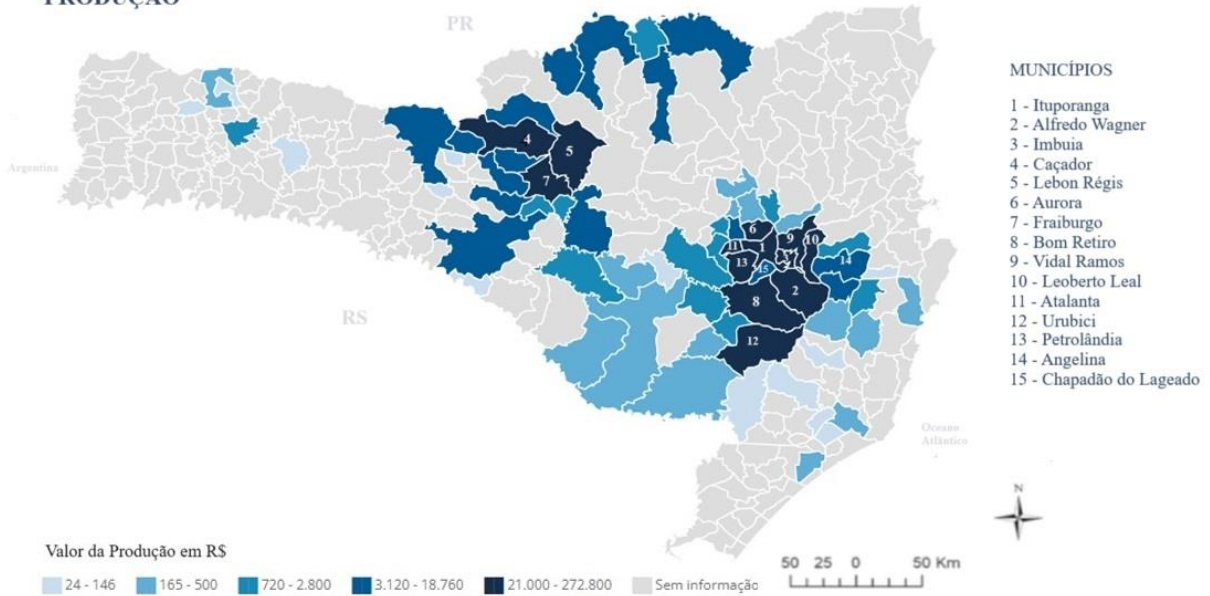 PRODUÇÃO
PR
MUNICÍPIOS
1 - Ituporanga
2 - Alfredo Wagner
3 - Imbuia
4 - Caçador
5 - Lebon Régis
6 - Aurora
7 - Fraiburgo
8 - Bom Retiro
9 - Vidal Ramos
10 - Leoberto Leal
11 - Atalanta
12 - Urubici
13 - Petrolândia
14 - Angelina
15 - Chapadão do Lageado
Argentina
4
5
7
6
9
10
11
1
3
14
13
15
2
8
RS
12
Oceano
Atlântico
N
Valor da Produção em R$
24 - 146
165 - 500
720 - 2.800
3.120 - 18.760
21.000 - 272.800
Sem informação
50 25 0 50 Km